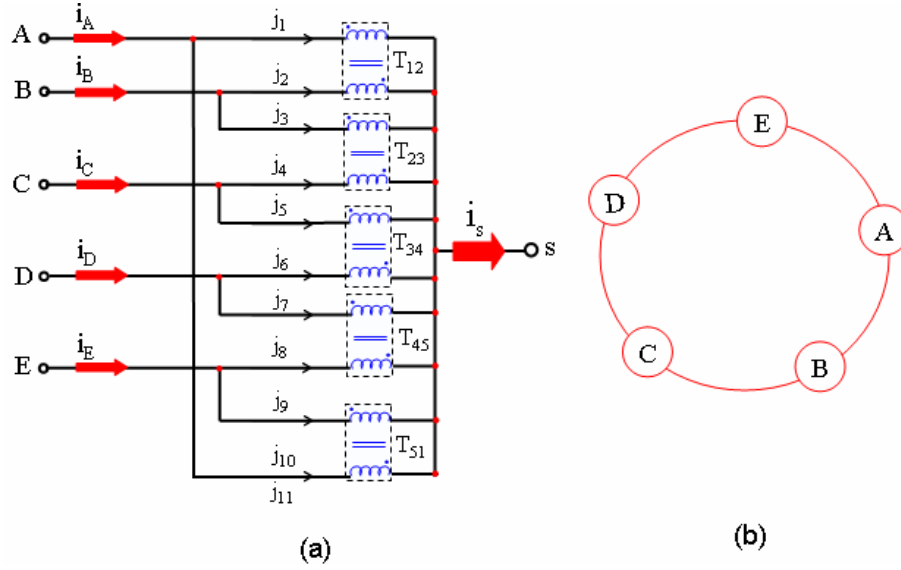 A i_A j_1 T_12
B i_B j_2
j_3 T_23
C i_C j_4
j_5 T_34 i_s s
D i_D j_6
j_7 T_45
E i_E j_8
j_9 T_51
j_10
j_11
(a)
E
D
A
C
B
(b)